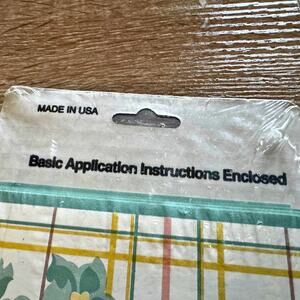 MADE IN USA
Basic Application Instructions Enclosed